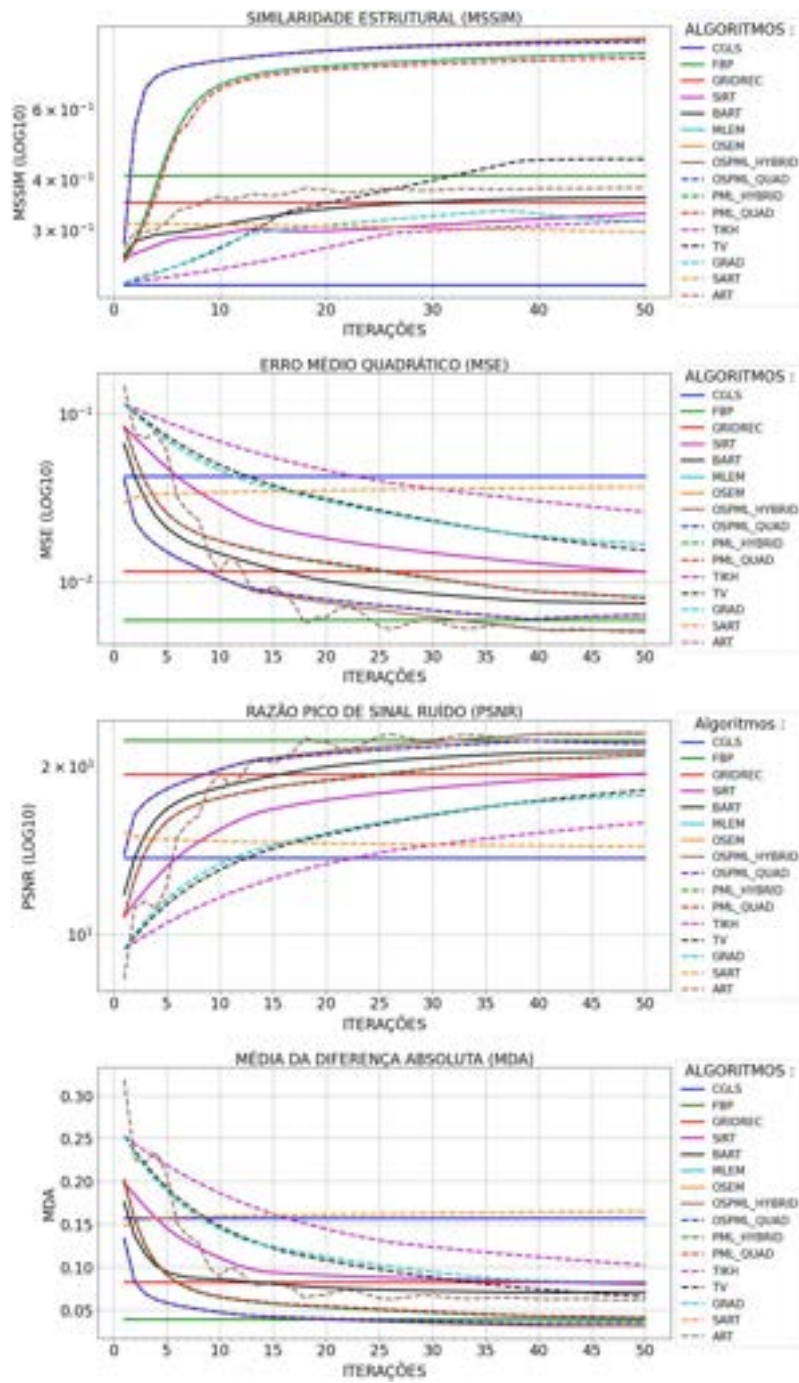 SIMILARIDADE ESTRUTURAL (MSSIM)
MSSIM (LOG10)
6 × 10⁻¹
4 × 10⁻¹
3 × 10⁻¹
0 5 10 15 20 25 30 35 40 45 50
ITERAÇÕES
ALGORITMOS :
CGLS
FBP
GRIDREC
SIRT
BART
MLEM
OSEM
OSPML_HYBRID
OSPML_QUAD
PML_HYBRID
PML_QUAD
TIKH
TV
GRAD
SART
ART
ERRO MÉDIO QUADRÁTICO (MSE)
MSE (LOG10)
10⁻¹
10⁻²
0 5 10 15 20 25 30 35 40 45 50
ITERAÇÕES
ALGORITMOS :
CGLS
FBP
GRIDREC
SIRT
BART
MLEM
OSEM
OSPML_HYBRID
OSPML_QUAD
PML_HYBRID
PML_QUAD
TIKH
TV
GRAD
SART
ART
RAZÃO PICO DE SINAL RUÍDO (PSNR)
PSNR (LOG10)
2 × 10¹
10¹
0 5 10 15 20 25 30 35 40 45 50
ITERAÇÕES
Algoritmos :
CGLS
FBP
GRIDREC
SIRT
BART
MLEM
OSEM
OSPML_HYBRID
OSPML_QUAD
PML_HYBRID
PML_QUAD
TIKH
TV
GRAD
SART
ART
MÉDIA DA DIFERENÇA ABSOLUTA (MDA)
MDA
0.30
0.25
0.20
0.15
0.10
0.05
0 5 10 15 20 25 30 35 40 45 50
ITERAÇÕES
ALGORITMOS :
CGLS
FBP
GRIDREC
SIRT
BART
MLEM
OSEM
OSPML_HYBRID
OSPML_QUAD
PML_HYBRID
PML_QUAD
TIKH
TV
GRAD
SART
ART